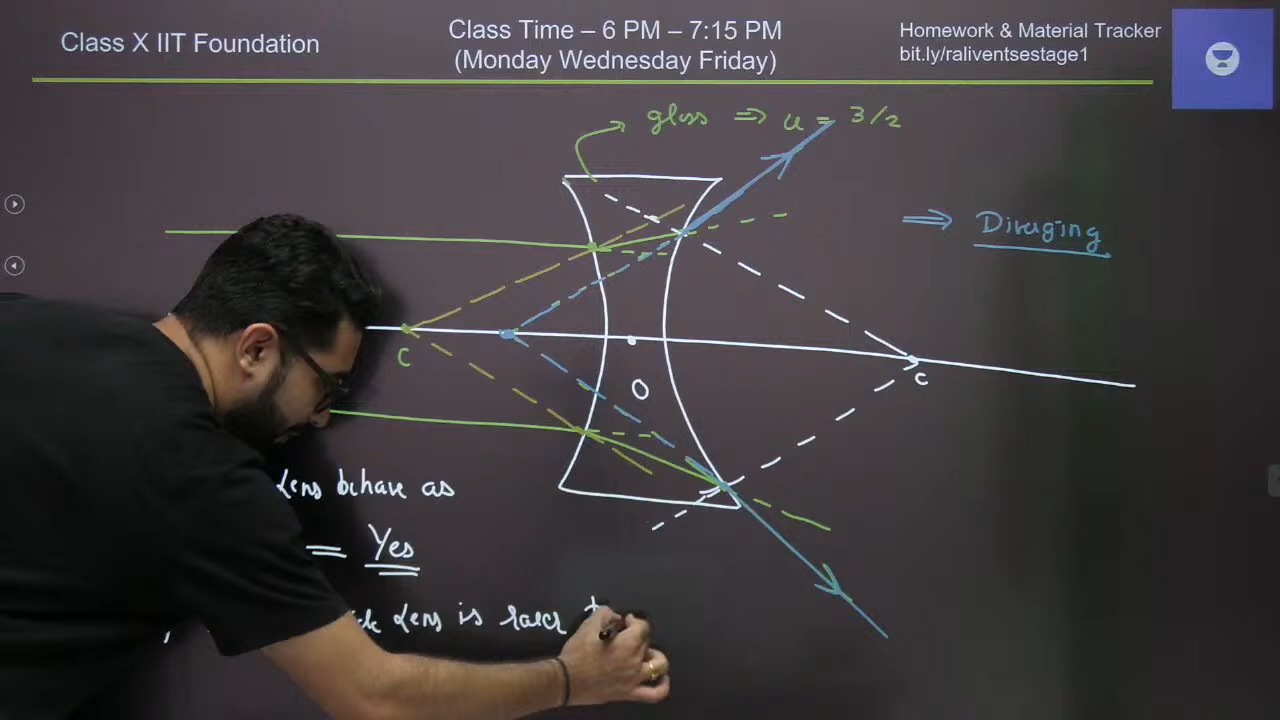 Class X IIT Foundation
Class Time – 6 PM – 7:15 PM
(Monday Wednesday Friday)
Homework & Material Tracker
bit.ly/raliventsestage1
glass ⇒ u = 3/2
⇒ Diverging
C
O
C
Lens behave as
= Yes
Lens is rarer